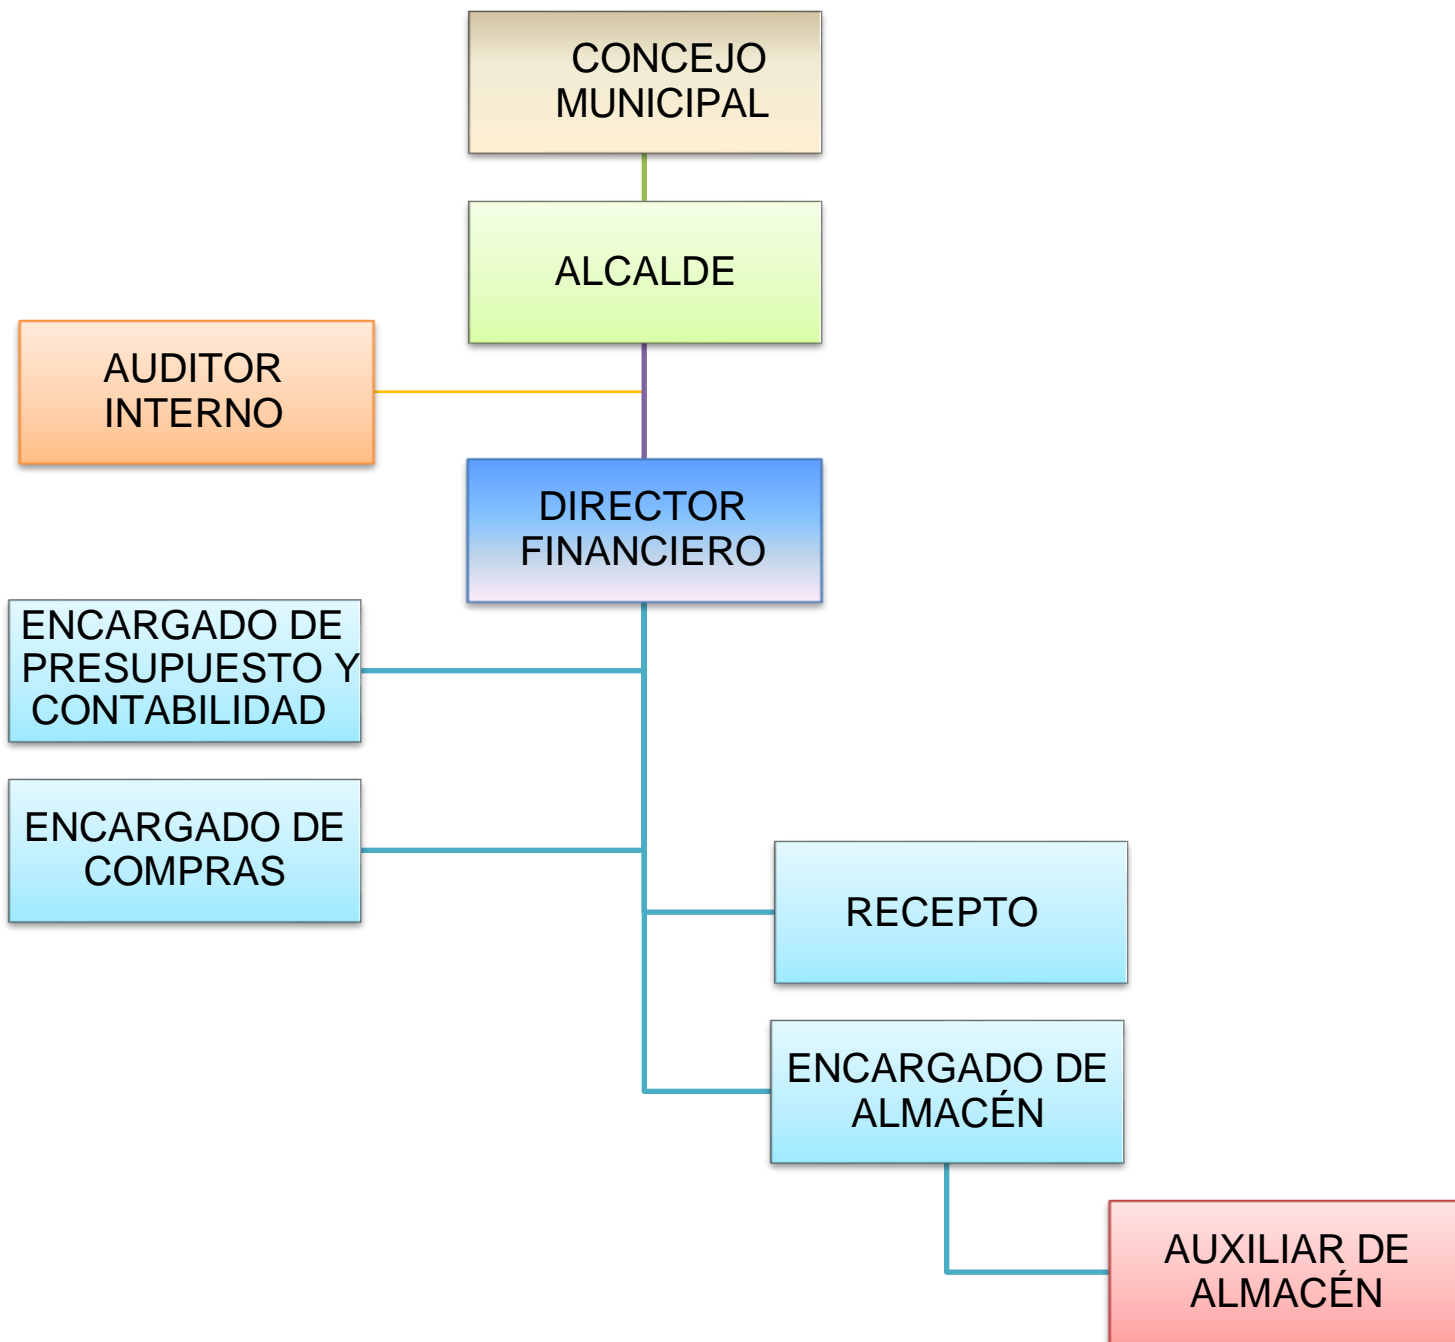 CONCEJO
MUNICIPAL
ALCALDE
AUDITOR
INTERNO
DIRECTOR
FINANCIERO
ENCARGADO DE
PRESUPUESTO Y
CONTABILIDAD
ENCARGADO DE
COMPRAS
RECEPTO
ENCARGADO DE
ALMACÉN
AUXILIAR DE
ALMACÉN